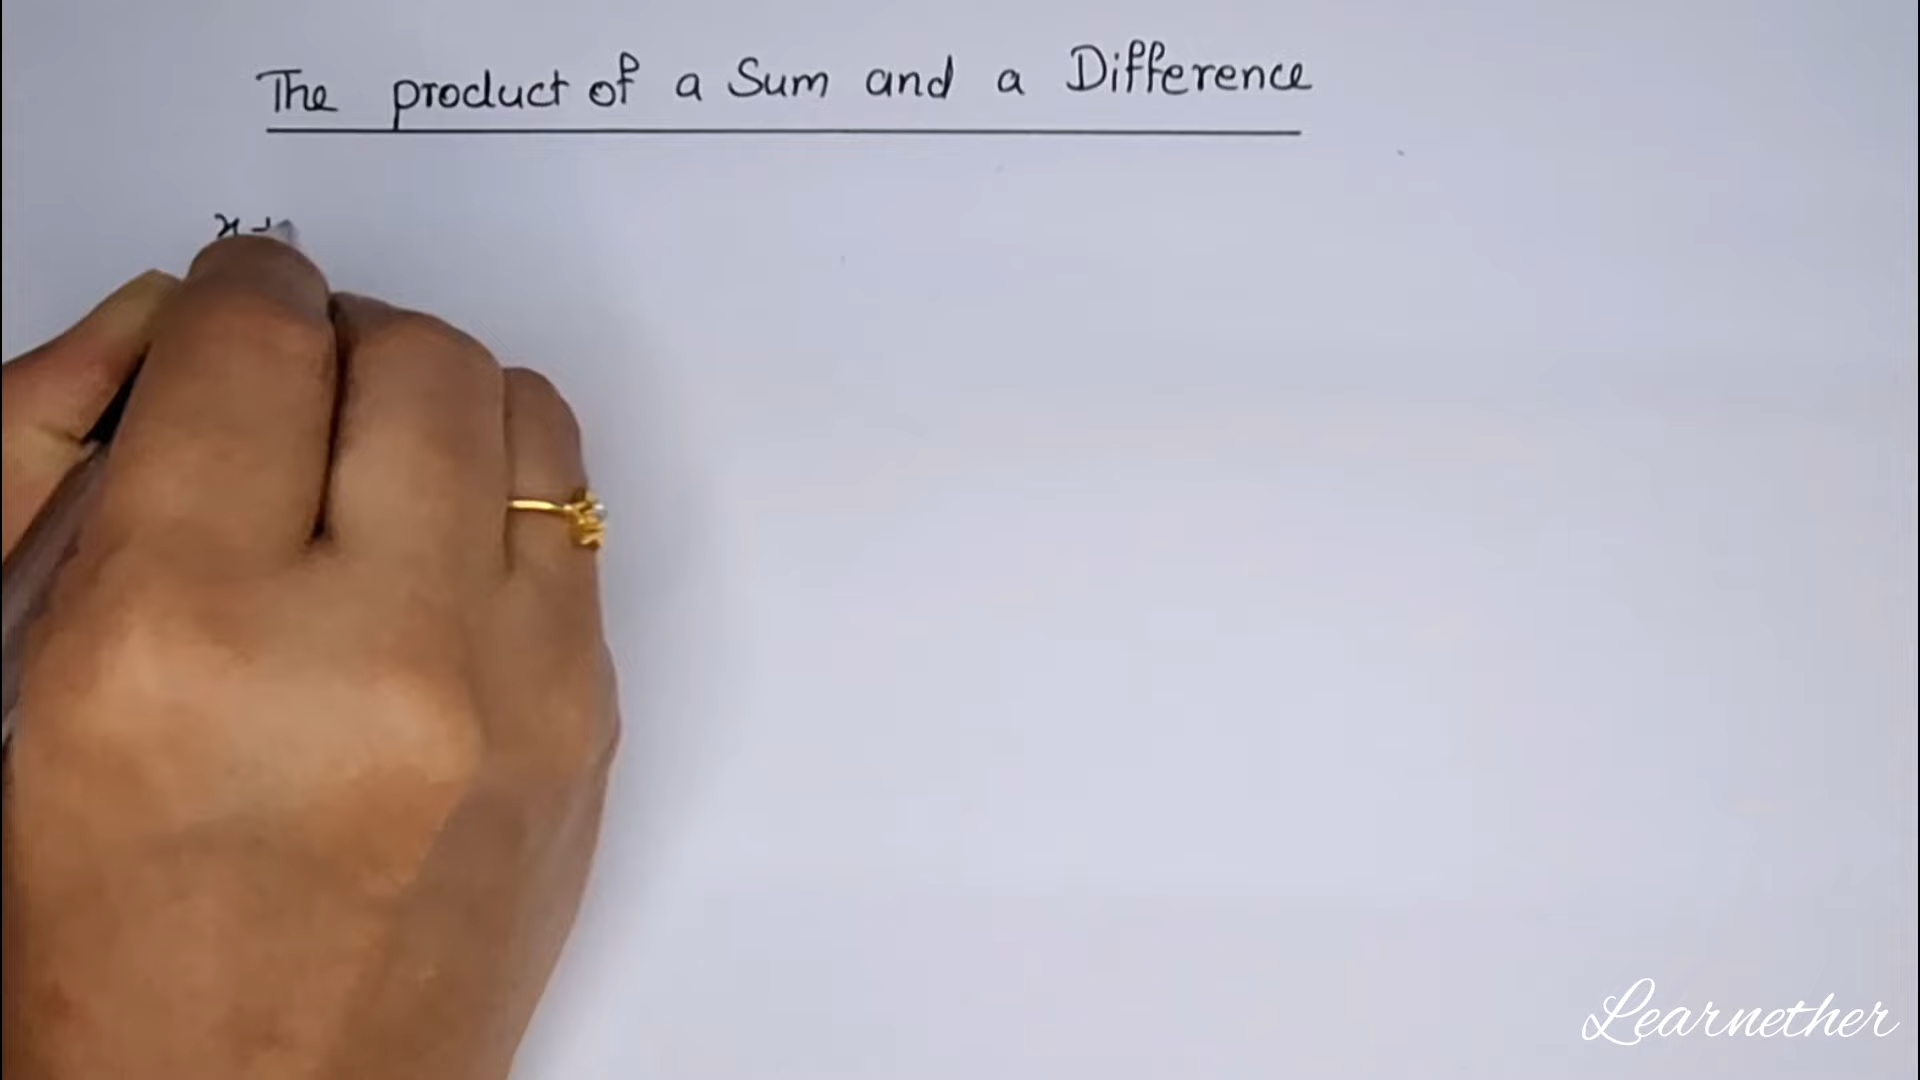 The product of a Sum and a Difference
x
Learnether